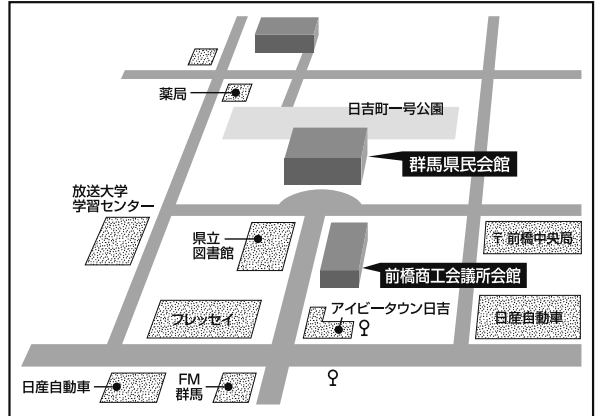 薬局
日吉町一号公園
群馬県民会館
放送大学
学習センター
県立
図書館
〒前橋中央局
前橋商工会議所会館
アイビータウン日吉
フレッセイ
日産自動車
日産自動車
FM
群馬